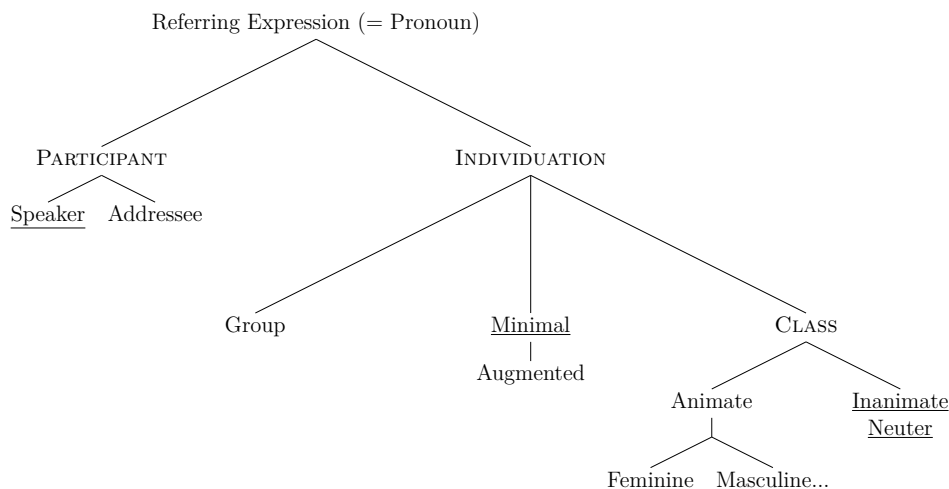 Referring Expression (= Pronoun)
PARTICIPANT
INDIVIDUATION
Speaker
Addressee
Group
Minimal
CLASS
Augmented
Animate
Inanimate
Neuter
Feminine
Masculine...